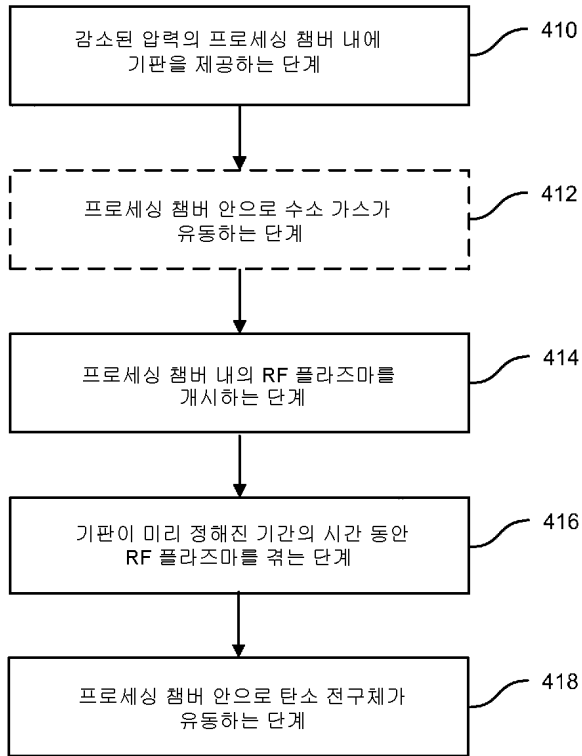 감소된 압력의 프로세싱 챔버 내에
기판을 제공하는 단계
410
프로세싱 챔버 안으로 수소 가스가
유동하는 단계
412
프로세싱 챔버 내의 RF 플라즈마를
개시하는 단계
414
기판이 미리 정해진 기간의 시간 동안
RF 플라즈마를 겪는 단계
416
프로세싱 챔버 안으로 탄소 전구체가
유동하는 단계
418